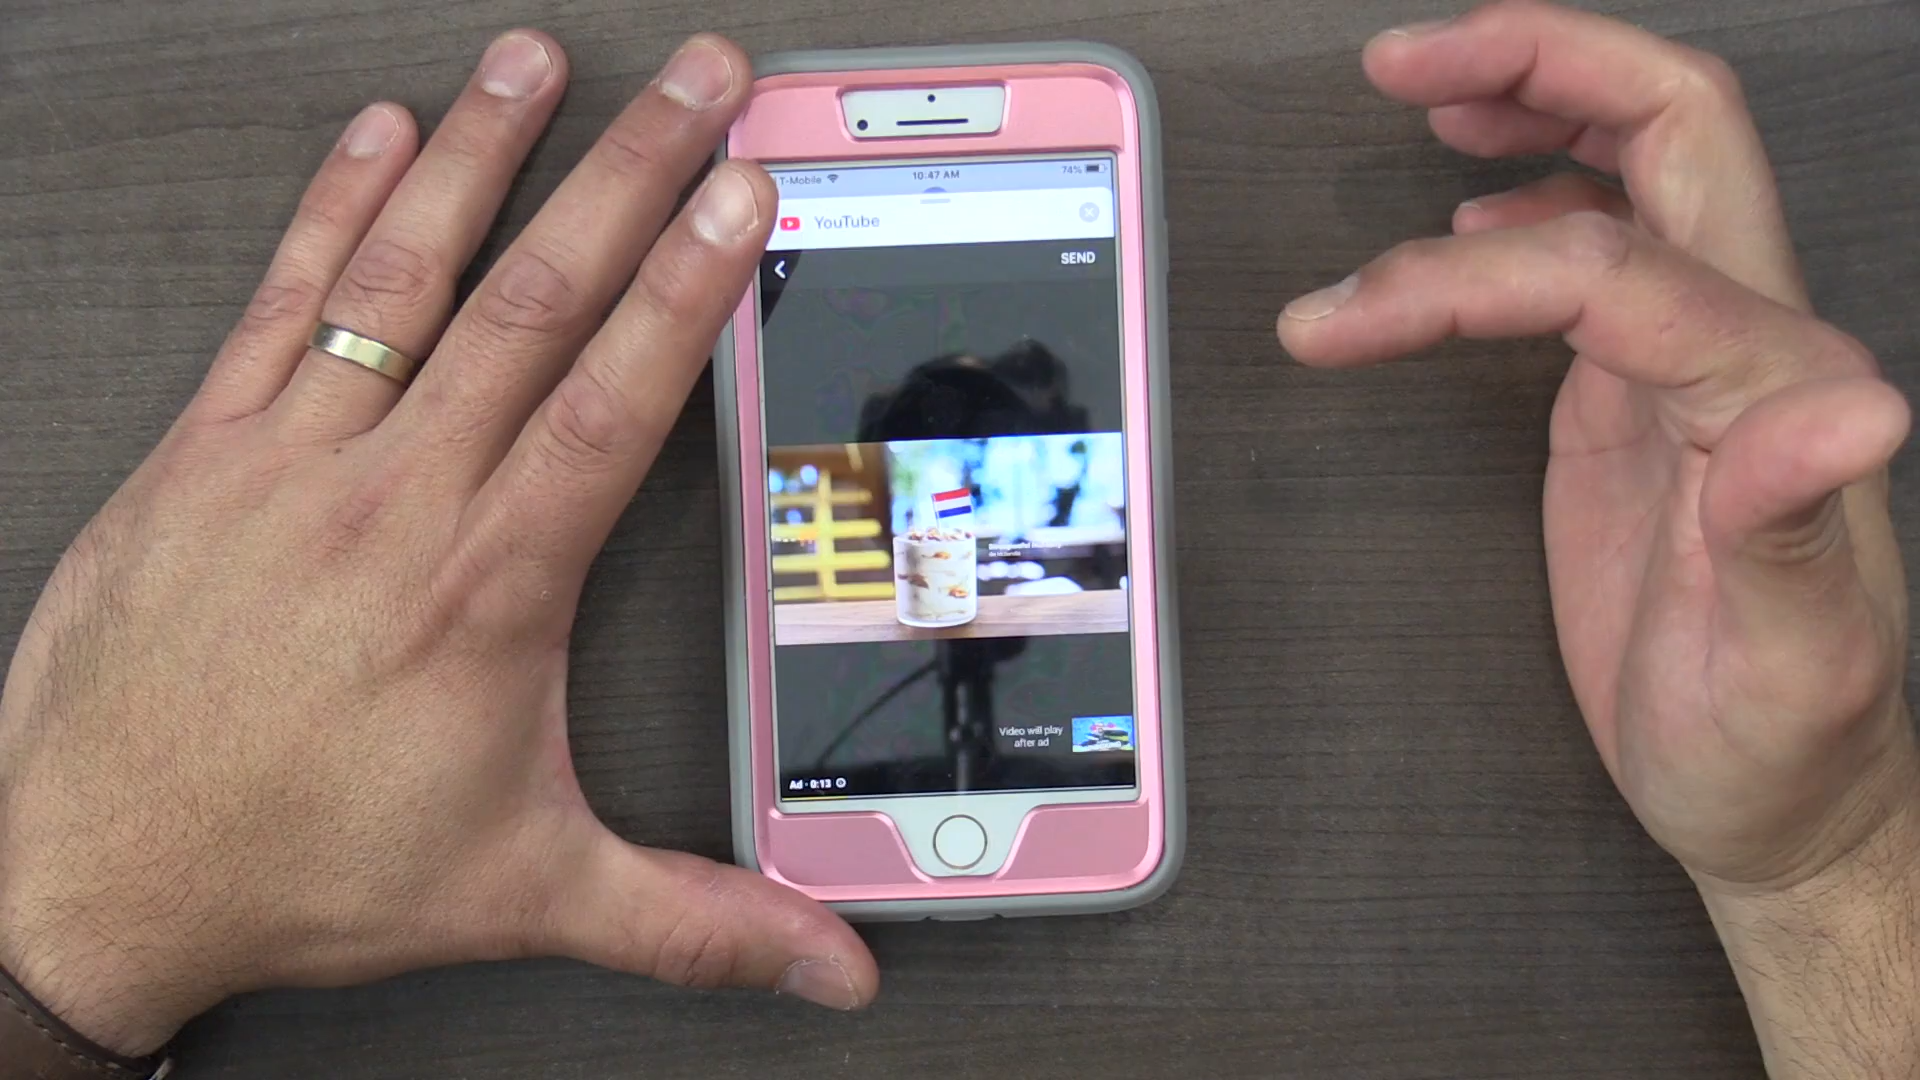 T-Mobile 10:47 AM 74%
YouTube
SEND
Video will play
after ad
Ad · 0:13